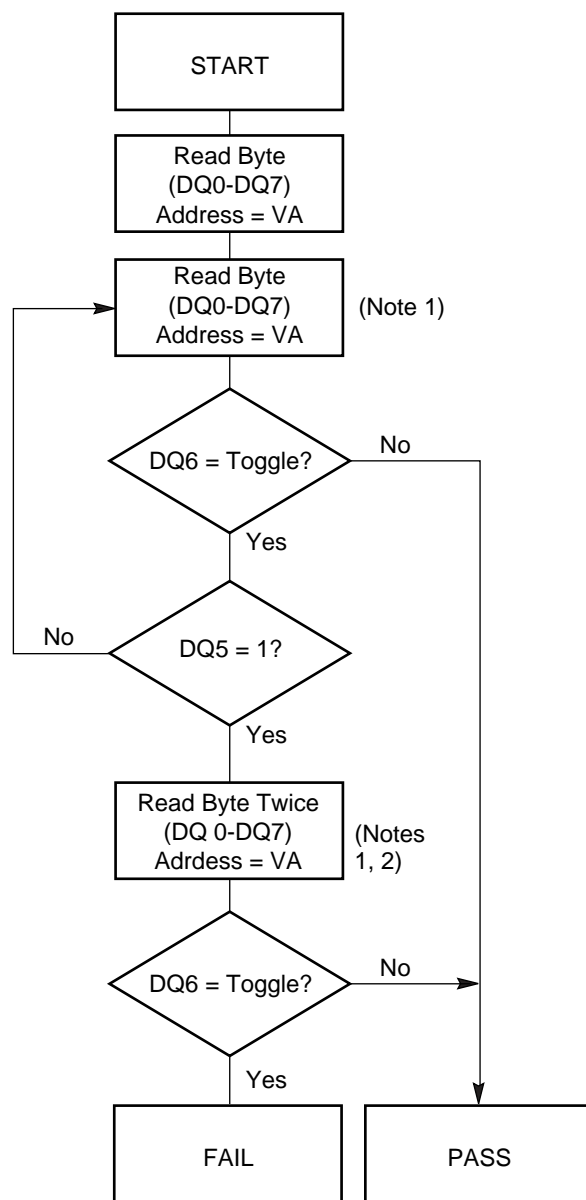 START
Read Byte
(DQ0-DQ7)
Address = VA
Read Byte
(DQ0-DQ7)
Address = VA
(Note 1)
DQ6 = Toggle?
No
Yes
No
DQ5 = 1?
Yes
Read Byte Twice
(DQ 0-DQ7)
Adrdess = VA
(Notes
1, 2)
DQ6 = Toggle?
No
Yes
FAIL
PASS